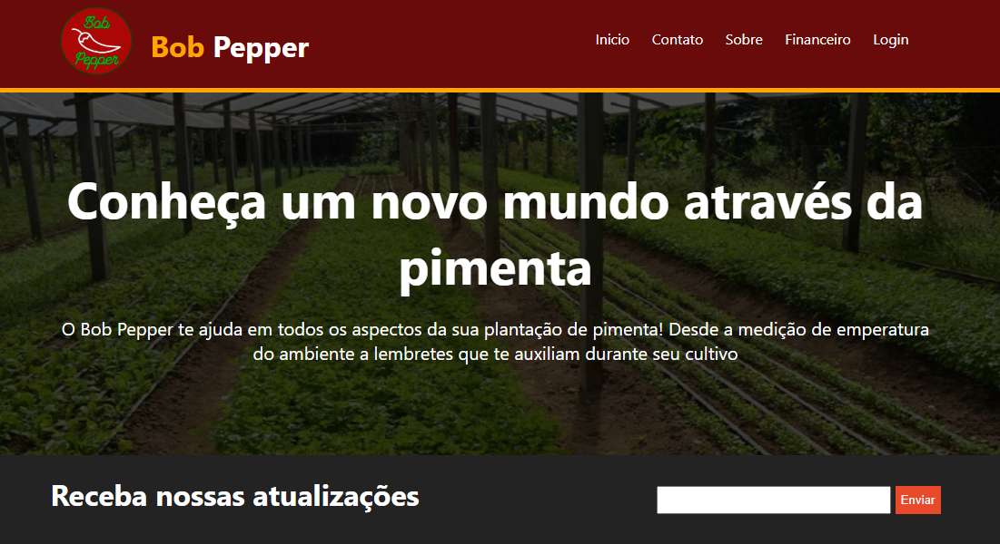 Bob
Pepper
Bob Pepper
Inicio Contato Sobre Financeiro Login
Conheça um novo mundo através da
pimenta
O Bob Pepper te ajuda em todos os aspectos da sua plantação de pimenta! Desde a medição de emperatura
do ambiente a lembretes que te auxiliam durante seu cultivo
Receba nossas atualizações
Enviar